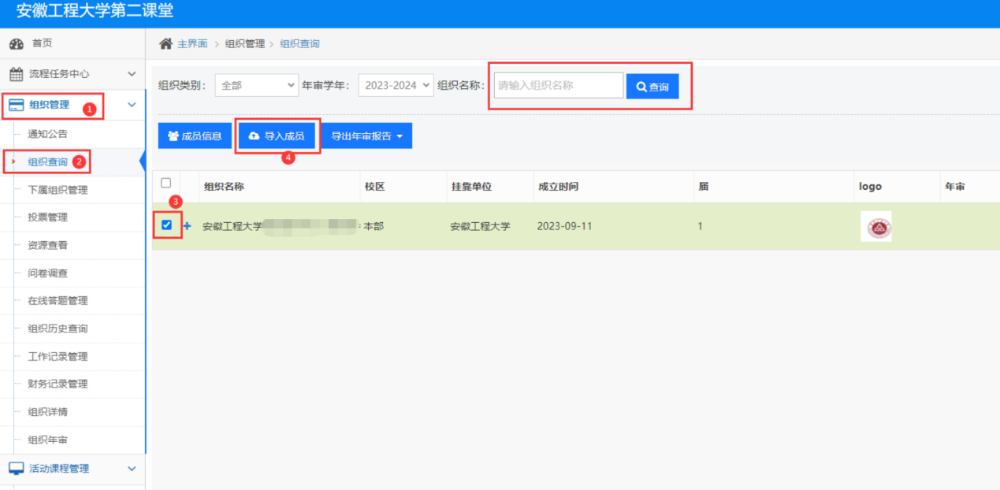 安徽工程大学第二课堂
首页
流程任务中心
组织管理 1
通知公告
组织查询 2
下属组织管理
投票管理
资源查看
问卷调查
在线答题管理
组织历史查询
工作记录管理
财务记录管理
组织详情
组织年审
活动课程管理
主界面 > 组织管理 > 组织查询
组织类别: 全部 年审学年: 2023-2024 组织名称: 请输入组织名称 查询
成员信息 导入成员 导出年审报告
4
组织名称 校区 挂靠单位 成立时间 届 logo 年审
3
安徽工程大学 本部 安徽工程大学 2023-09-11 1